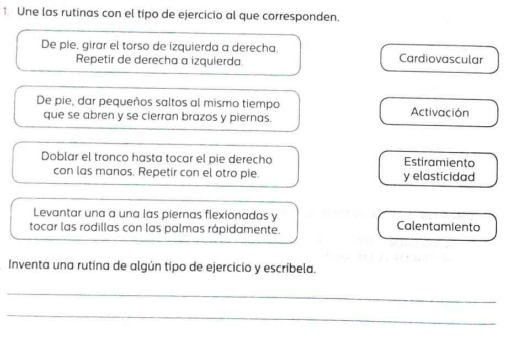 1. Une las rutinas con el tipo de ejercicio al que corresponden.
De pie, girar el torso de izquierda a derecha.
Repetir de derecha a izquierda.
Cardiovascular
De pie, dar pequeños saltos al mismo tiempo
que se abren y se cierran brazos y piernas.
Activación
Doblar el tronco hasta tocar el pie derecho
con las manos. Repetir con el otro pie.
Estiramiento
y elasticidad
Levantar una a una las piernas flexionadas y
tocar las rodillas con las palmas rápidamente.
Calentamiento
Inventa una rutina de algún tipo de ejercicio y escríbela.